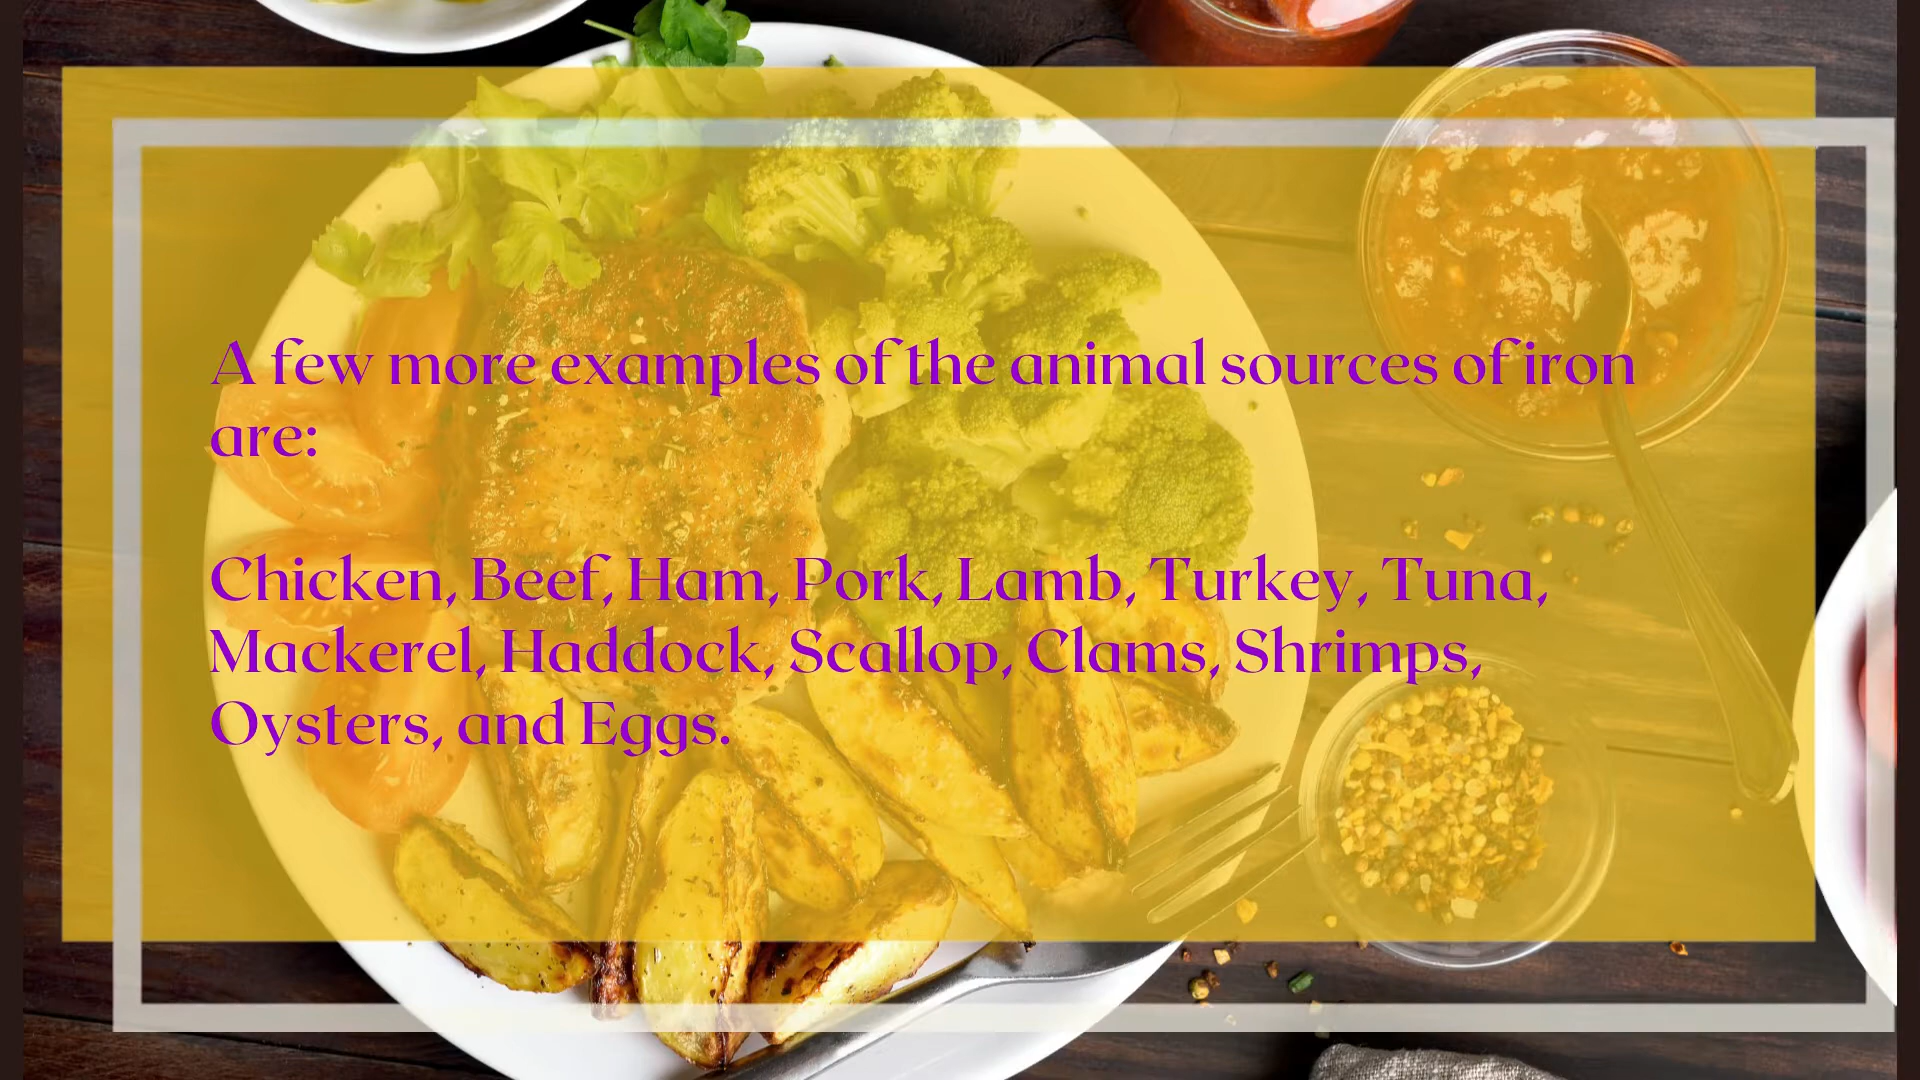 A few more examples of the animal sources of iron
are:
Chicken, Beef, Ham, Pork, Lamb, Turkey, Tuna,
Mackerel, Haddock, Scallop, Clams, Shrimps,
Oysters, and Eggs.